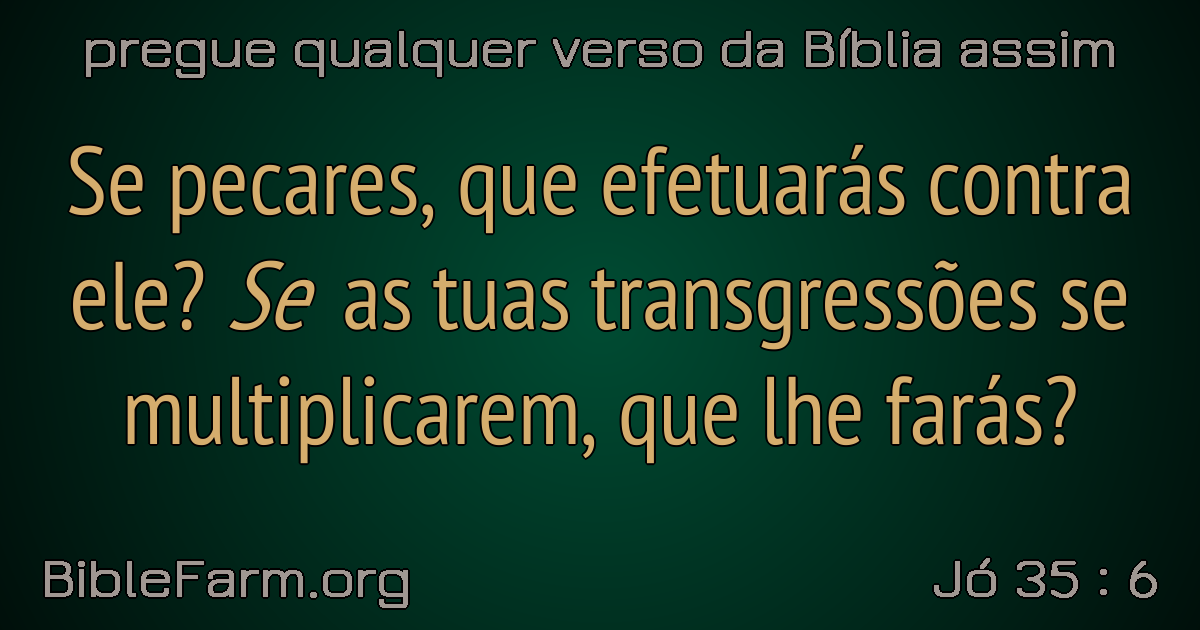 pregue qualquer verso da Bíblia assim
Se pecares, que efetuarás contra
ele? Se as tuas transgressões se
multiplicarem, que lhe farás?
BibleFarm.org
Jó 35 : 6